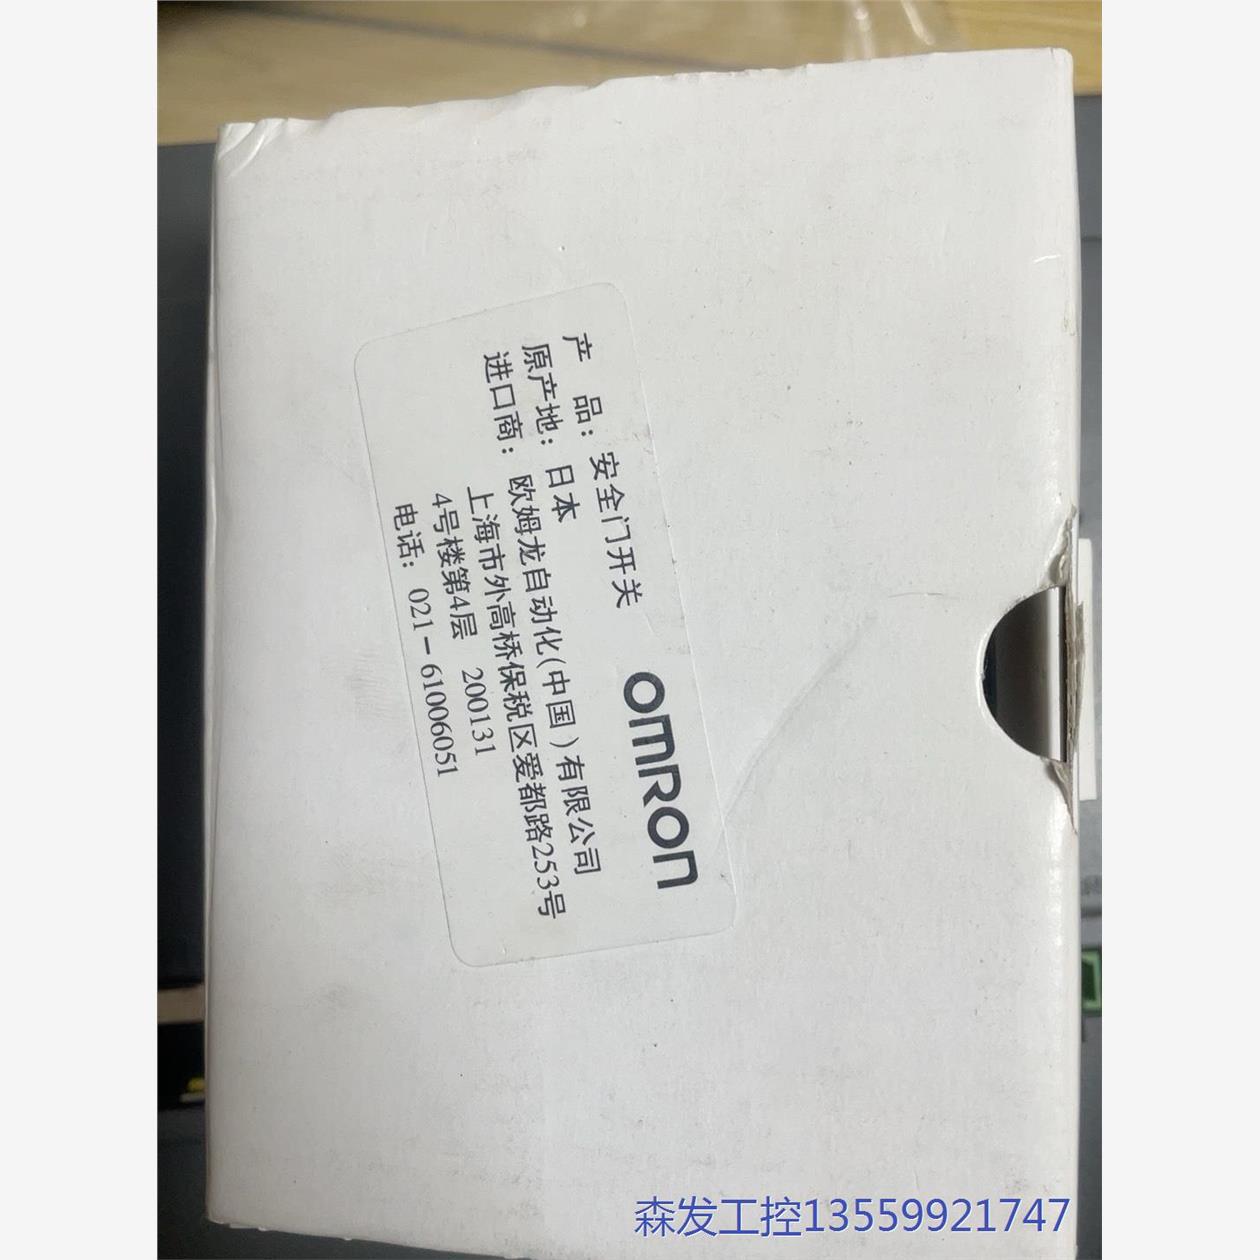 OMRON
产 品：安全门开关
原产地：日本
进口商：欧姆龙自动化(中国)有限公司
上海市外高桥保税区爱都路253号
4号楼第4层 200131
电话：021-61006051
森发工控13559921747